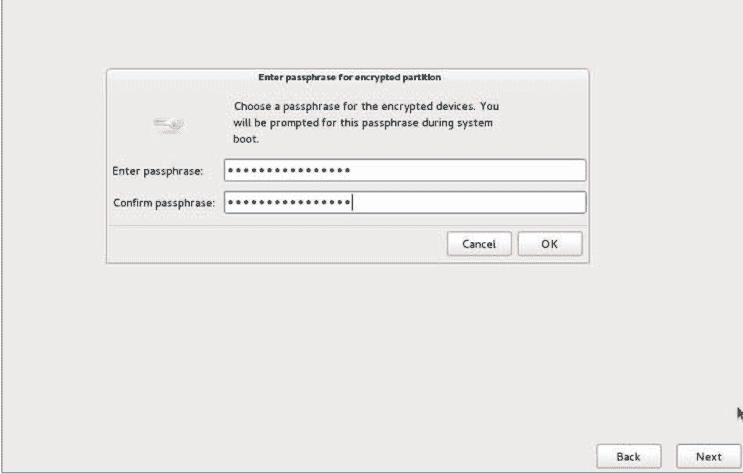 Enter passphrase for encrypted partition
Choose a passphrase for the encrypted devices. You
will be prompted for this passphrase during system
boot.
Enter passphrase: ••••••••••••••••
Confirm passphrase: ••••••••••••••••
Cancel OK
Back Next